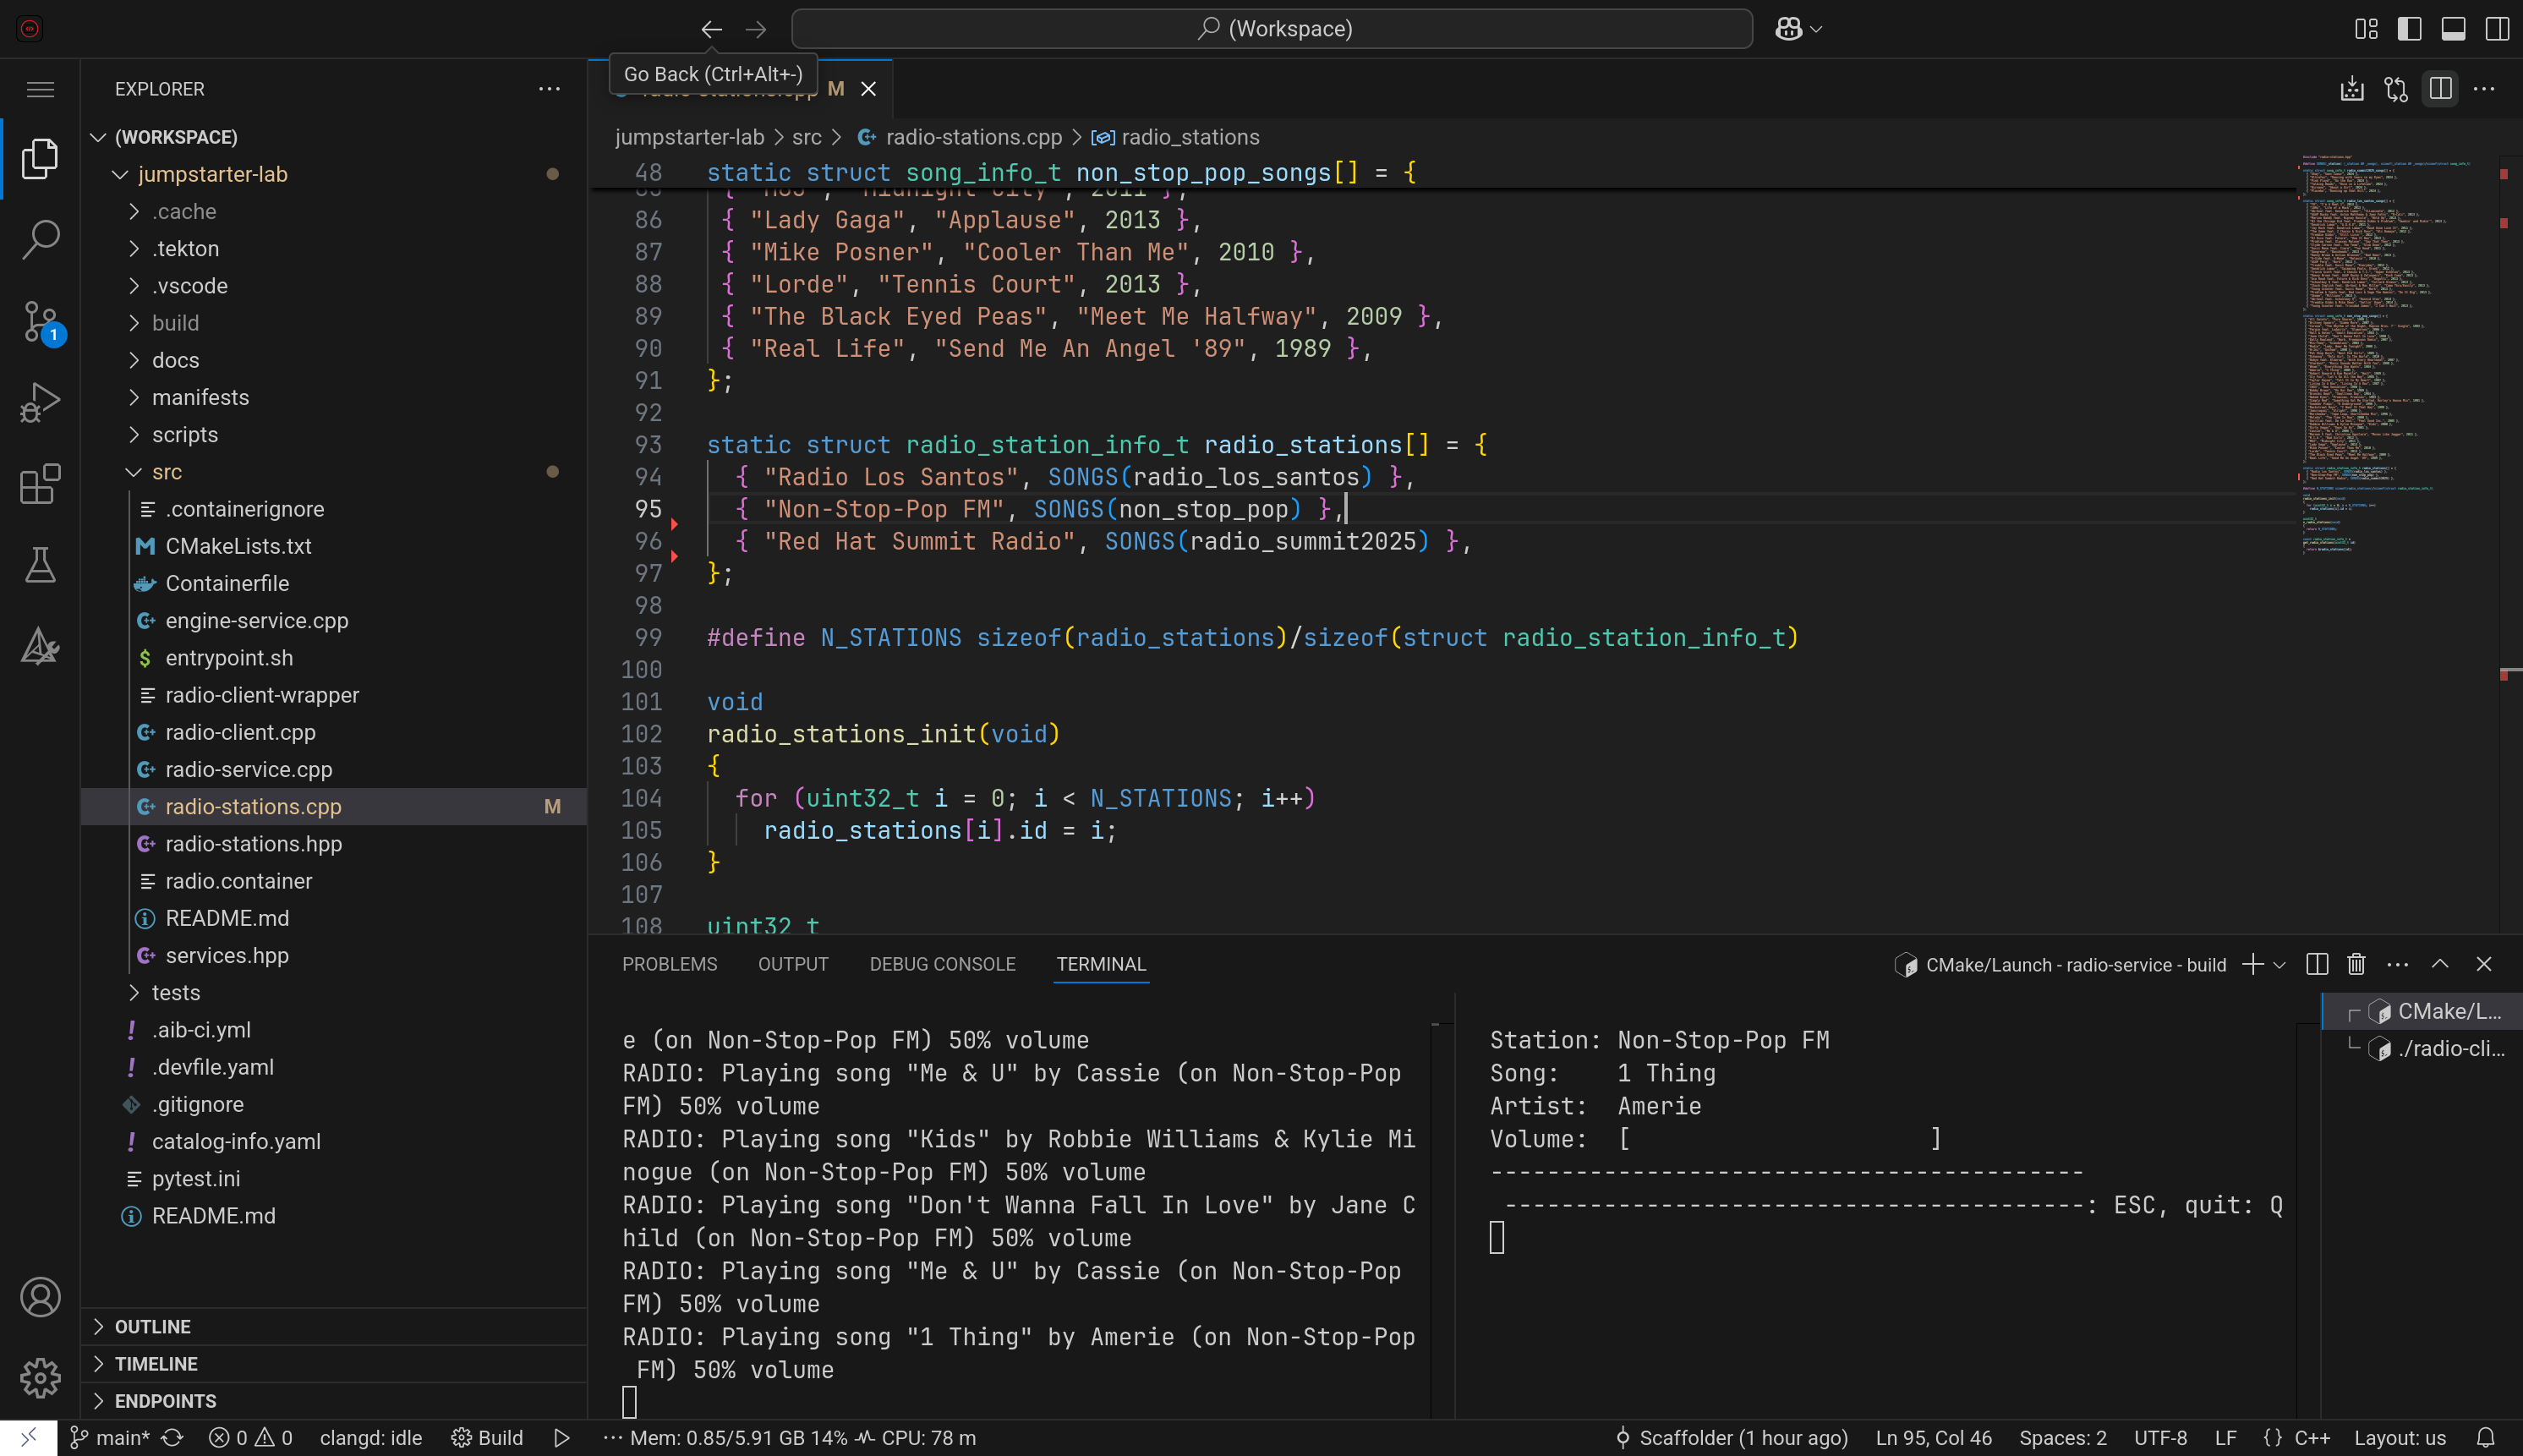 (Workspace)
Go Back (Ctrl+Alt+-)
EXPLORER
M
(WORKSPACE)
jumpstarter-lab
.cache
.tekton
.vscode
build
docs
manifests
scripts
src
.containerignore
CMakeLists.txt
Containerfile
engine-service.cpp
entrypoint.sh
radio-client-wrapper
radio-client.cpp
radio-service.cpp
radio-stations.cpp M
radio-stations.hpp
radio.container
README.md
services.hpp
tests
.aib-ci.yml
.devfile.yaml
.gitignore
catalog-info.yaml
pytest.ini
README.md
OUTLINE
TIMELINE
ENDPOINTS
1
jumpstarter-lab > src > radio-stations.cpp > radio_stations
48 static struct song_info_t non_stop_pop_songs[] = {
86 { "Lady Gaga", "Applause", 2013 },
87 { "Mike Posner", "Cooler Than Me", 2010 },
88 { "Lorde", "Tennis Court", 2013 },
89 { "The Black Eyed Peas", "Meet Me Halfway", 2009 },
90 { "Real Life", "Send Me An Angel '89", 1989 },
91 };
92
93 static struct radio_station_info_t radio_stations[] = {
94 { "Radio Los Santos", SONGS(radio_los_santos) },
95 { "Non-Stop-Pop FM", SONGS(non_stop_pop) },
96 { "Red Hat Summit Radio", SONGS(radio_summit2025) },
97 };
98
99 #define N_STATIONS sizeof(radio_stations)/sizeof(struct radio_station_info_t)
100
101 void
102 radio_stations_init(void)
103 {
104 for (uint32_t i = 0; i < N_STATIONS; i++)
105 radio_stations[i].id = i;
106 }
107
108 uint32_t
PROBLEMS OUTPUT DEBUG CONSOLE TERMINAL
CMake/Launch - radio-service - build
e (on Non-Stop-Pop FM) 50% volume
RADIO: Playing song "Me & U" by Cassie (on Non-Stop-Pop
FM) 50% volume
RADIO: Playing song "Kids" by Robbie Williams & Kylie Mi
nogue (on Non-Stop-Pop FM) 50% volume
RADIO: Playing song "Don't Wanna Fall In Love" by Jane C
hild (on Non-Stop-Pop FM) 50% volume
RADIO: Playing song "Me & U" by Cassie (on Non-Stop-Pop
FM) 50% volume
RADIO: Playing song "1 Thing" by Amerie (on Non-Stop-Pop
FM) 50% volume
Station: Non-Stop-Pop FM
Song: 1 Thing
Artist: Amerie
Volume: [ ]
------------------------------------------
-----------------------------------------: ESC, quit: Q
CMake/L...
./radio-cli...
main* 0 0 clangd: idle Build ··· Mem: 0.85/5.91 GB 14% CPU: 78 m
Scaffolder (1 hour ago) Ln 95, Col 46 Spaces: 2 UTF-8 LF {} C++ Layout: us